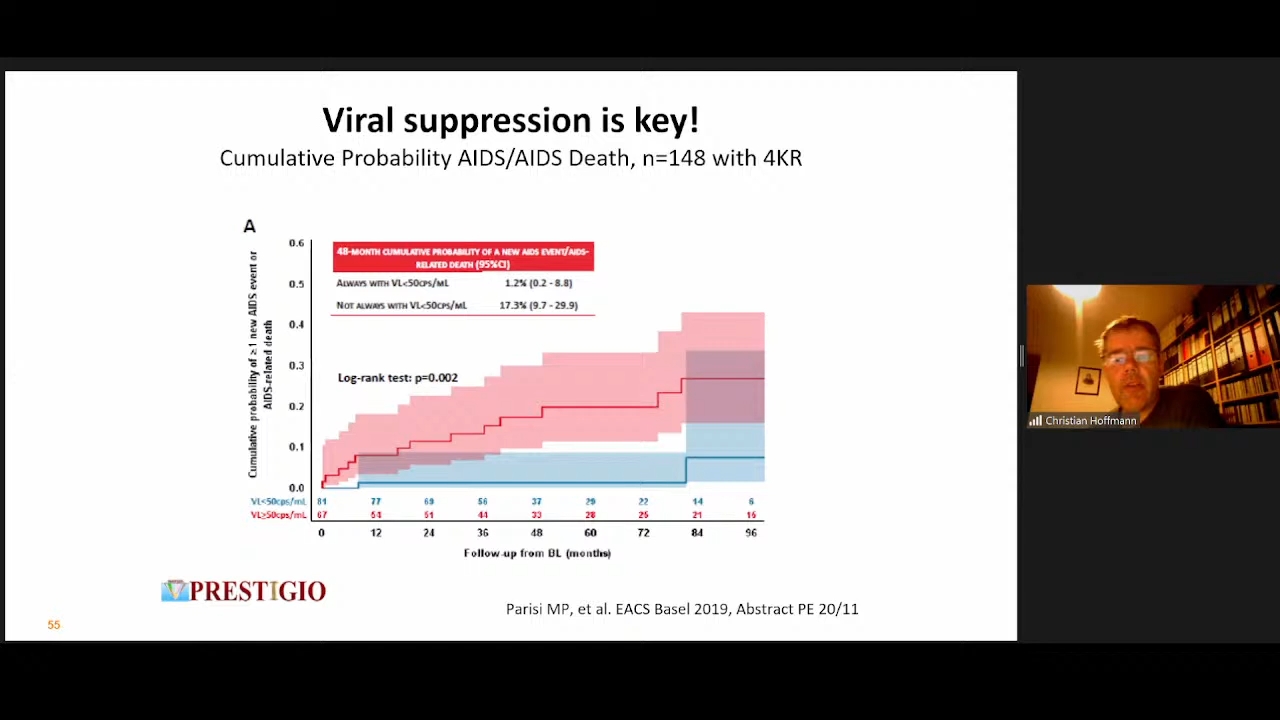 Viral suppression is key!
Cumulative Probability AIDS/AIDS Death, n=148 with 4KR
A
48-MONTH CUMULATIVE PROBABILITY OF A NEW AIDS EVENT/AIDS-
RELATED DEATH (95%CI)
ALWAYS WITH VL<50CPS/ML 1.2% (0.2 - 8.8)
NOT ALWAYS WITH VL<50CPS/ML 17.3% (9.7 - 29.9)
Log-rank test: p=0.002
Cumulative probability of ≥1 new AIDS event or
AIDS-related death
0.6
0.5
0.4
0.3
0.2
0.1
0.0
VL<50cps/mL 81 77 69 56 37 29 22 14 6
VL≥50cps/mL 67 54 51 44 33 28 25 21 16
0 12 24 36 48 60 72 84 96
Follow-up from BL (months)
PRESTIGIO
Parisi MP, et al. EACS Basel 2019, Abstract PE 20/11
55
Christian Hoffmann